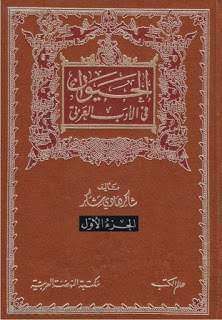 الحيوان
في الأدب العربي
تأليف
شاكر هادي شكر
الجزء الأول
مكتبة النهضة العربية
عالم الكتب